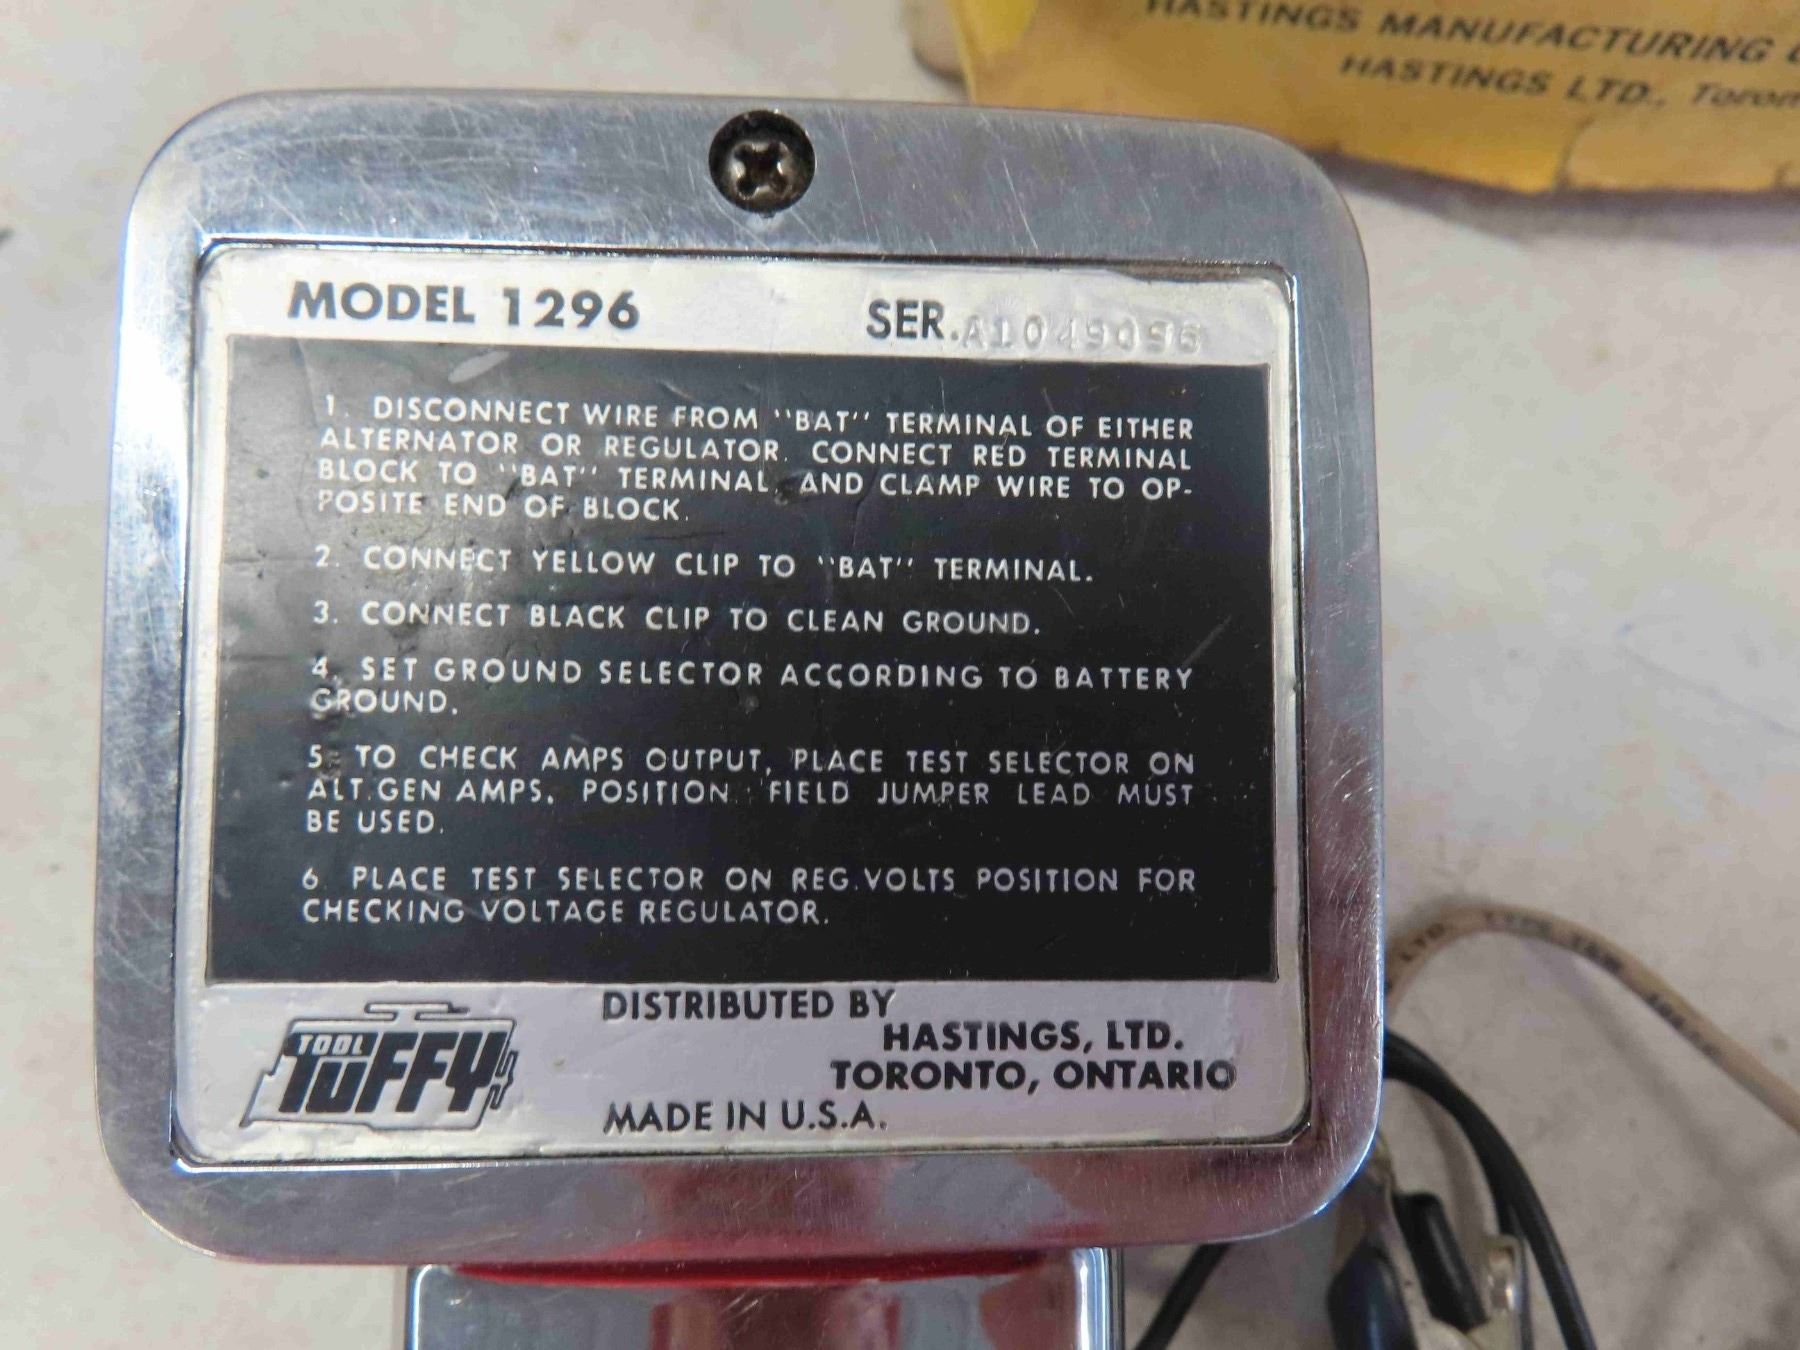 HASTINGS MANUFACTURING
HASTINGS LTD., Toron
MODEL 1296
SER. A1049096
1. DISCONNECT WIRE FROM "BAT" TERMINAL OF EITHER
ALTERNATOR OR REGULATOR. CONNECT RED TERMINAL
BLOCK TO "BAT" TERMINAL, AND CLAMP WIRE TO OP-
POSITE END OF BLOCK.
2. CONNECT YELLOW CLIP TO "BAT" TERMINAL.
3. CONNECT BLACK CLIP TO CLEAN GROUND.
4. SET GROUND SELECTOR ACCORDING TO BATTERY
GROUND.
5. TO CHECK AMPS OUTPUT, PLACE TEST SELECTOR ON
ALT.GEN AMPS. POSITION FIELD JUMPER LEAD MUST
BE USED.
6. PLACE TEST SELECTOR ON REG.VOLTS POSITION FOR
CHECKING VOLTAGE REGULATOR.
TOOL
TUFFY
DISTRIBUTED BY
HASTINGS, LTD.
TORONTO, ONTARIO
MADE IN U.S.A.
LTD.